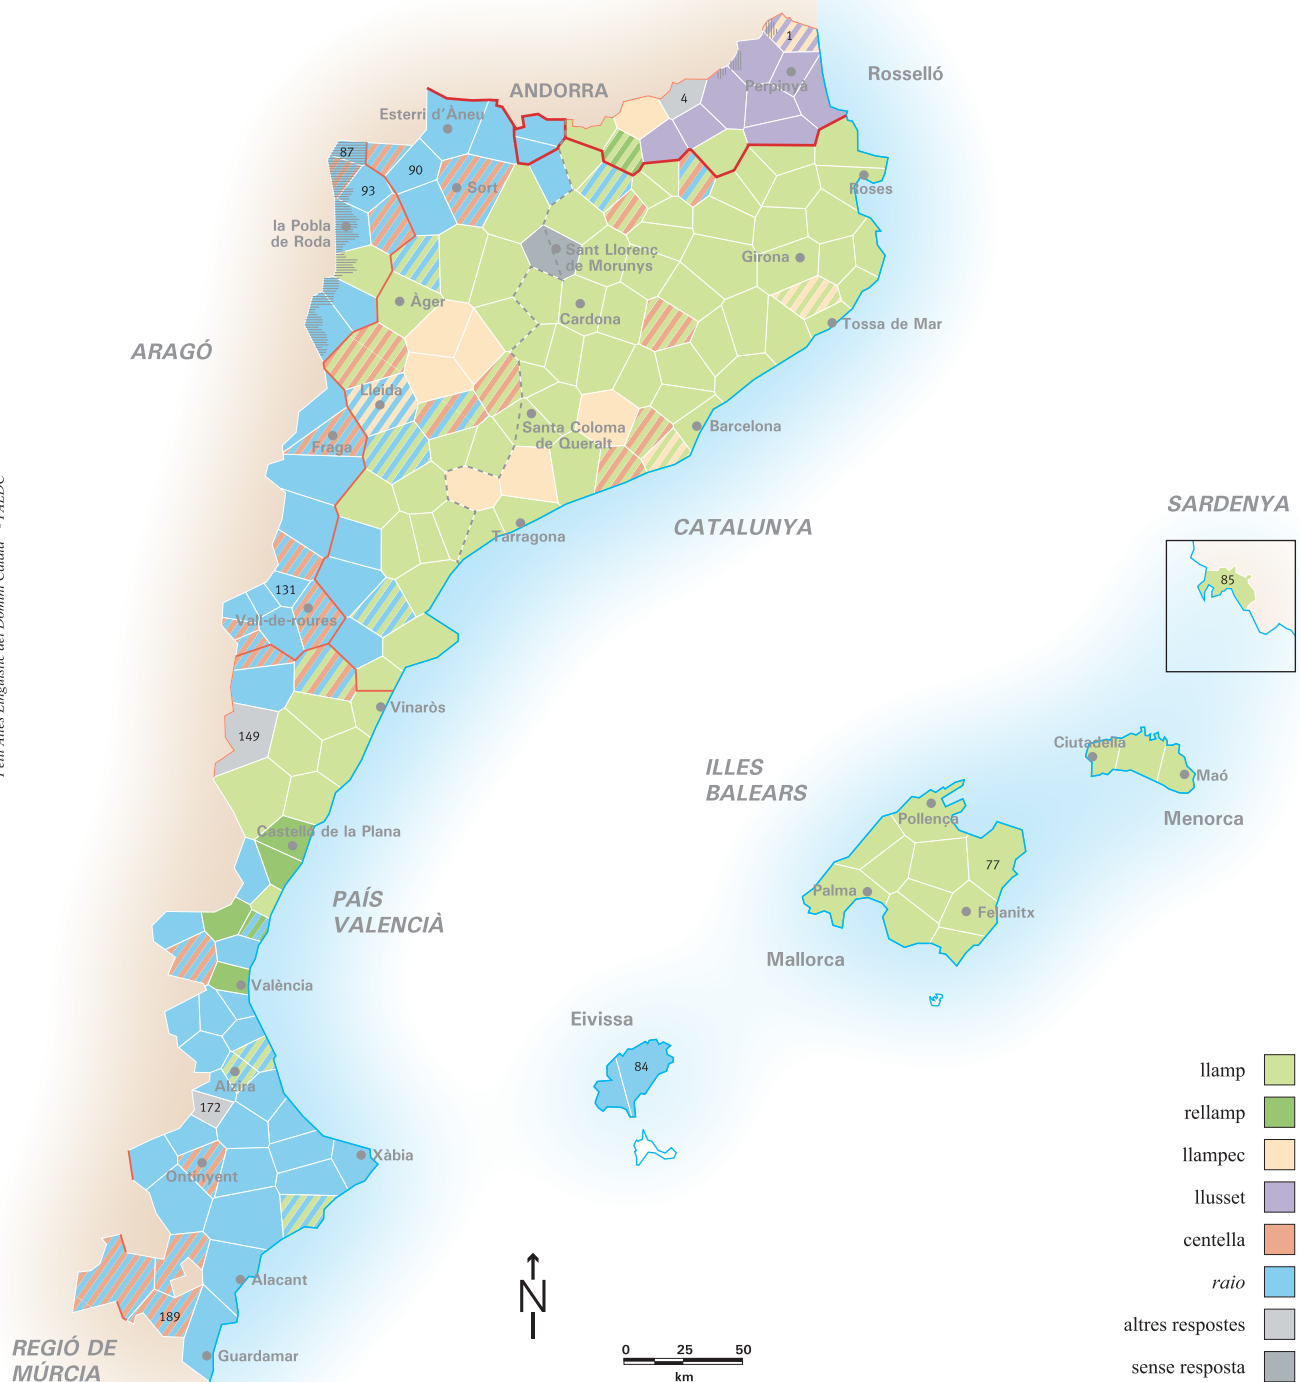 1
Rosselló
Perpinyà
ANDORRA
4
Esterri d'Àneu
87
90
93
Sort
Roses
la Pobla
de Roda
Sant Llorenç
de Morunys
Girona
Àger
Cardona
Tossa de Mar
ARAGÓ
Lleida
Santa Coloma
de Queralt
Barcelona
Fraga
SARDENYA
CATALUNYA
Tarragona
85
131
Vall-de-roures
Vinaròs
149
Ciutadella
Maó
ILLES
BALEARS
Menorca
Pollença
Castelló de la Plana
77
Palma
Felanitx
PAÍS
VALENCIÀ
Mallorca
València
Eivissa
84
Alzira
172
Xàbia
Ontinyent
Alacant
189
Guardamar
REGIÓ DE
MÚRCIA
N
0 25 50
km
llamp
rellamp
llampec
llusset
centella
raio
altres respostes
sense resposta